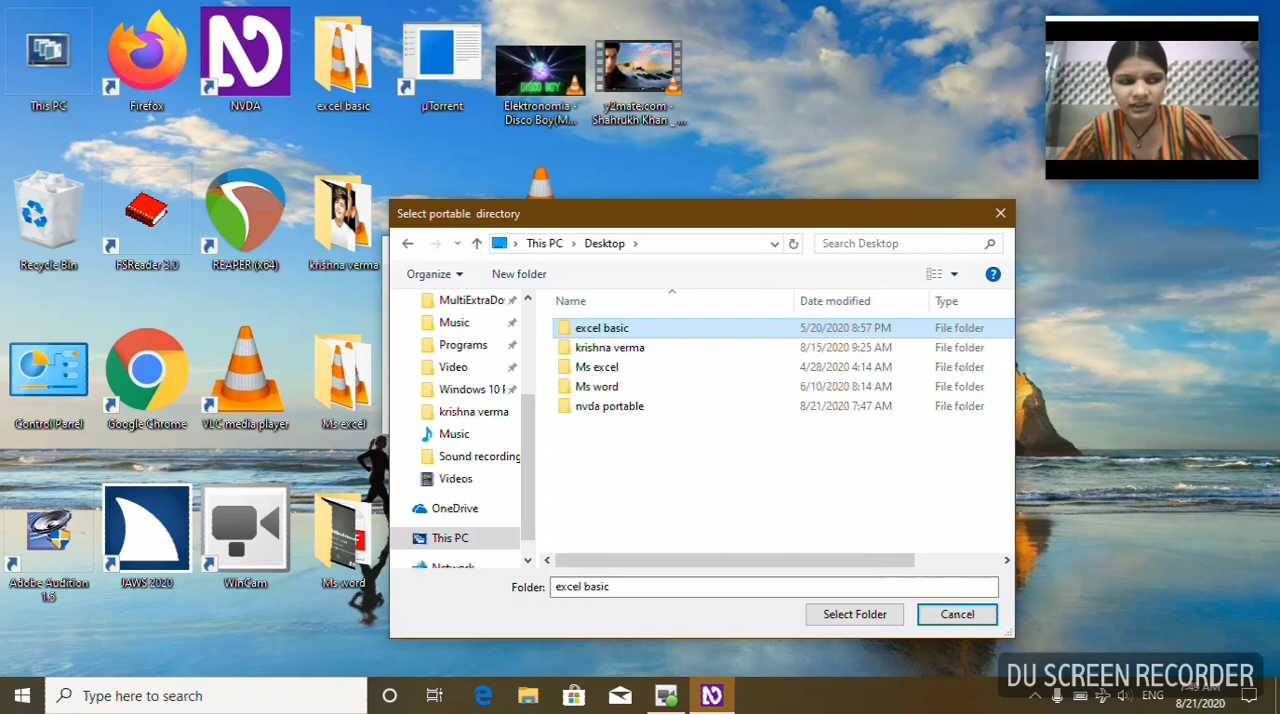 This PC
Firefox
NVDA
excel basic
µTorrent
DISCO BOY
Elektronomia -
Disco Boy(M...
y2mate.com -
Shahrukh Khan _...
Recycle Bin
FSReader 3.0
REAPER (x64)
krishna verma
Control Panel
Google Chrome
VLC media player
Ms excel
Adobe Audition
1.5
JAWS 2020
WinCam
Ms word
Select portable directory
This PC > Desktop >
Search Desktop
Organize
New folder
MultiExtraDo
Music
Programs
Video
Windows 10 F
krishna verma
Music
Sound recording
Videos
OneDrive
This PC
Network
Name Date modified Type
excel basic 5/20/2020 8:57 PM File folder
krishna verma 8/15/2020 9:25 AM File folder
Ms excel 4/28/2020 4:14 AM File folder
Ms word 6/10/2020 8:14 AM File folder
nvda portable 8/21/2020 7:47 AM File folder
Folder: excel basic
Select Folder
Cancel
DU SCREEN RECORDER
Type here to search
ENG
7:49 AM
8/21/2020